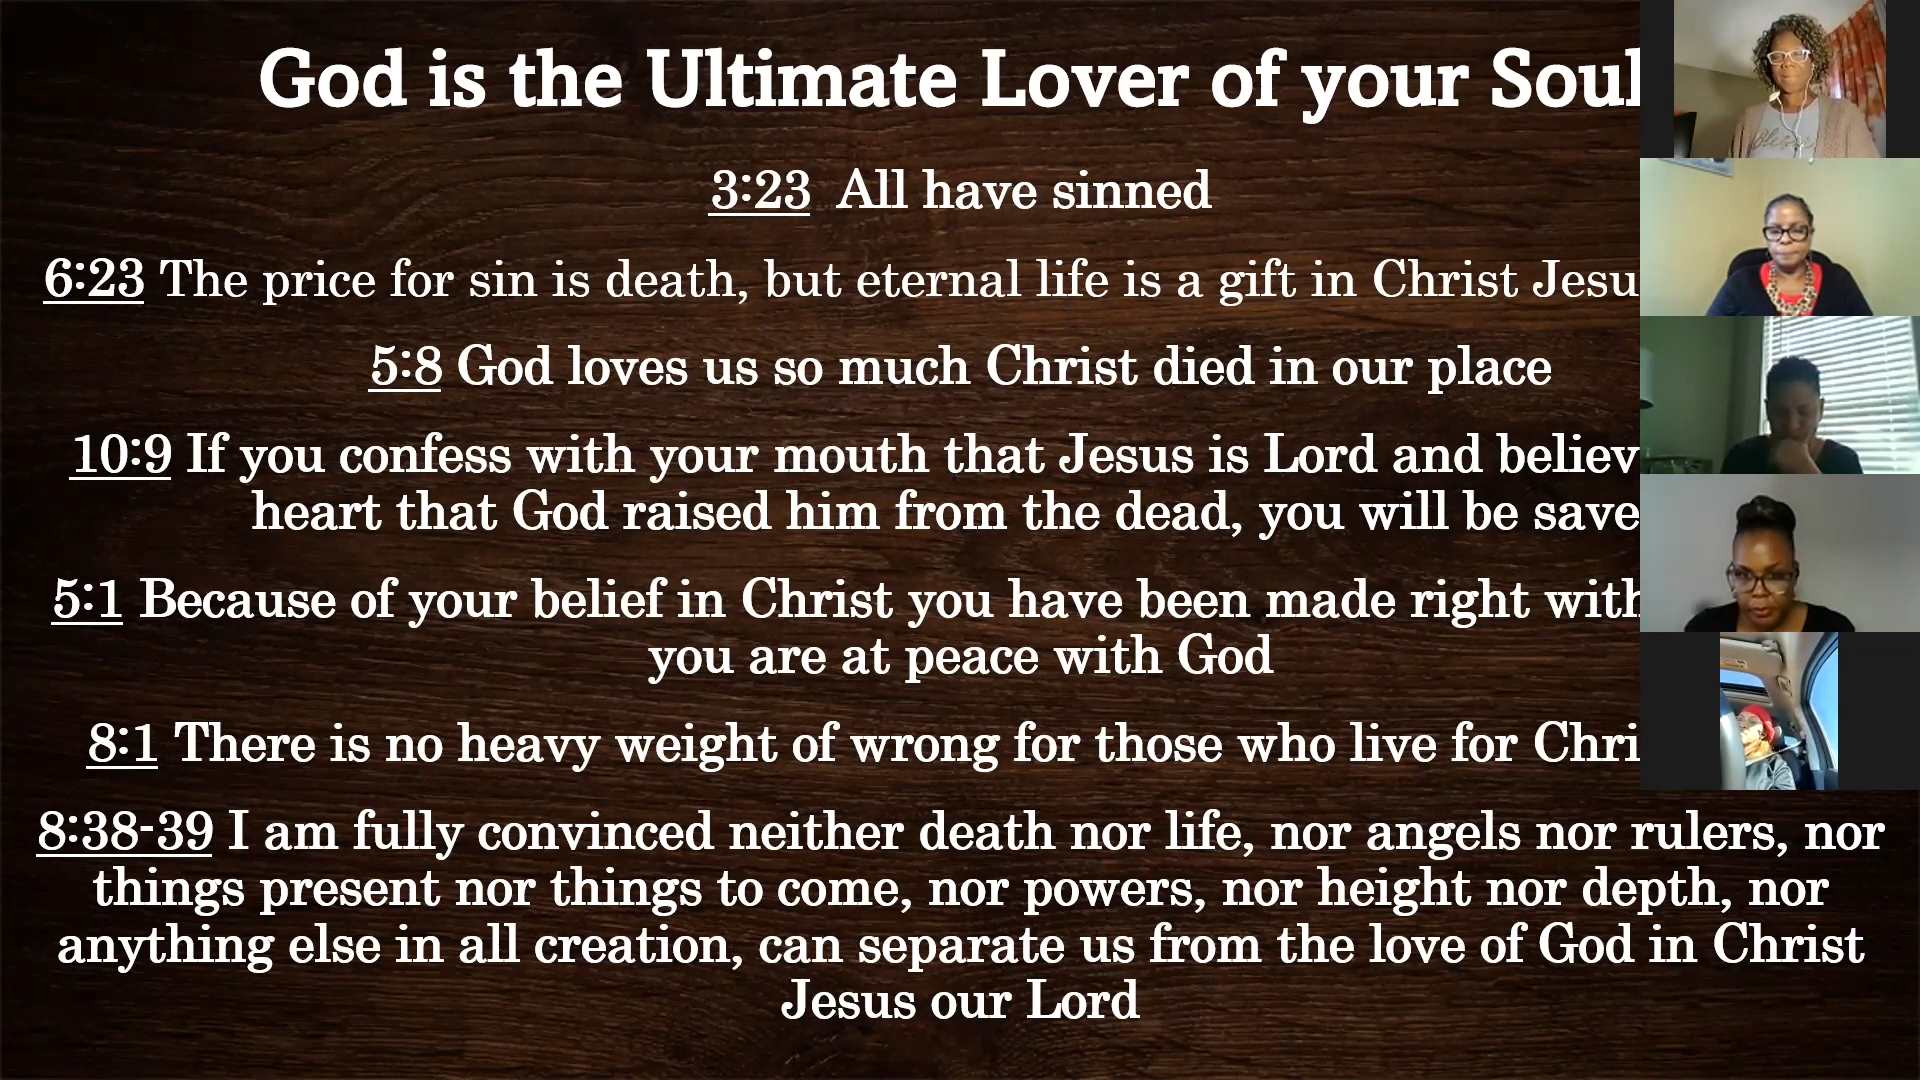 God is the Ultimate Lover of your Soul
3:23 All have sinned
6:23 The price for sin is death, but eternal life is a gift in Christ Jesu
5:8 God loves us so much Christ died in our place
10:9 If you confess with your mouth that Jesus is Lord and believ
heart that God raised him from the dead, you will be save
5:1 Because of your belief in Christ you have been made right with
you are at peace with God
8:1 There is no heavy weight of wrong for those who live for Chri
8:38-39 I am fully convinced neither death nor life, nor angels nor rulers, nor
things present nor things to come, nor powers, nor height nor depth, nor
anything else in all creation, can separate us from the love of God in Christ
Jesus our Lord